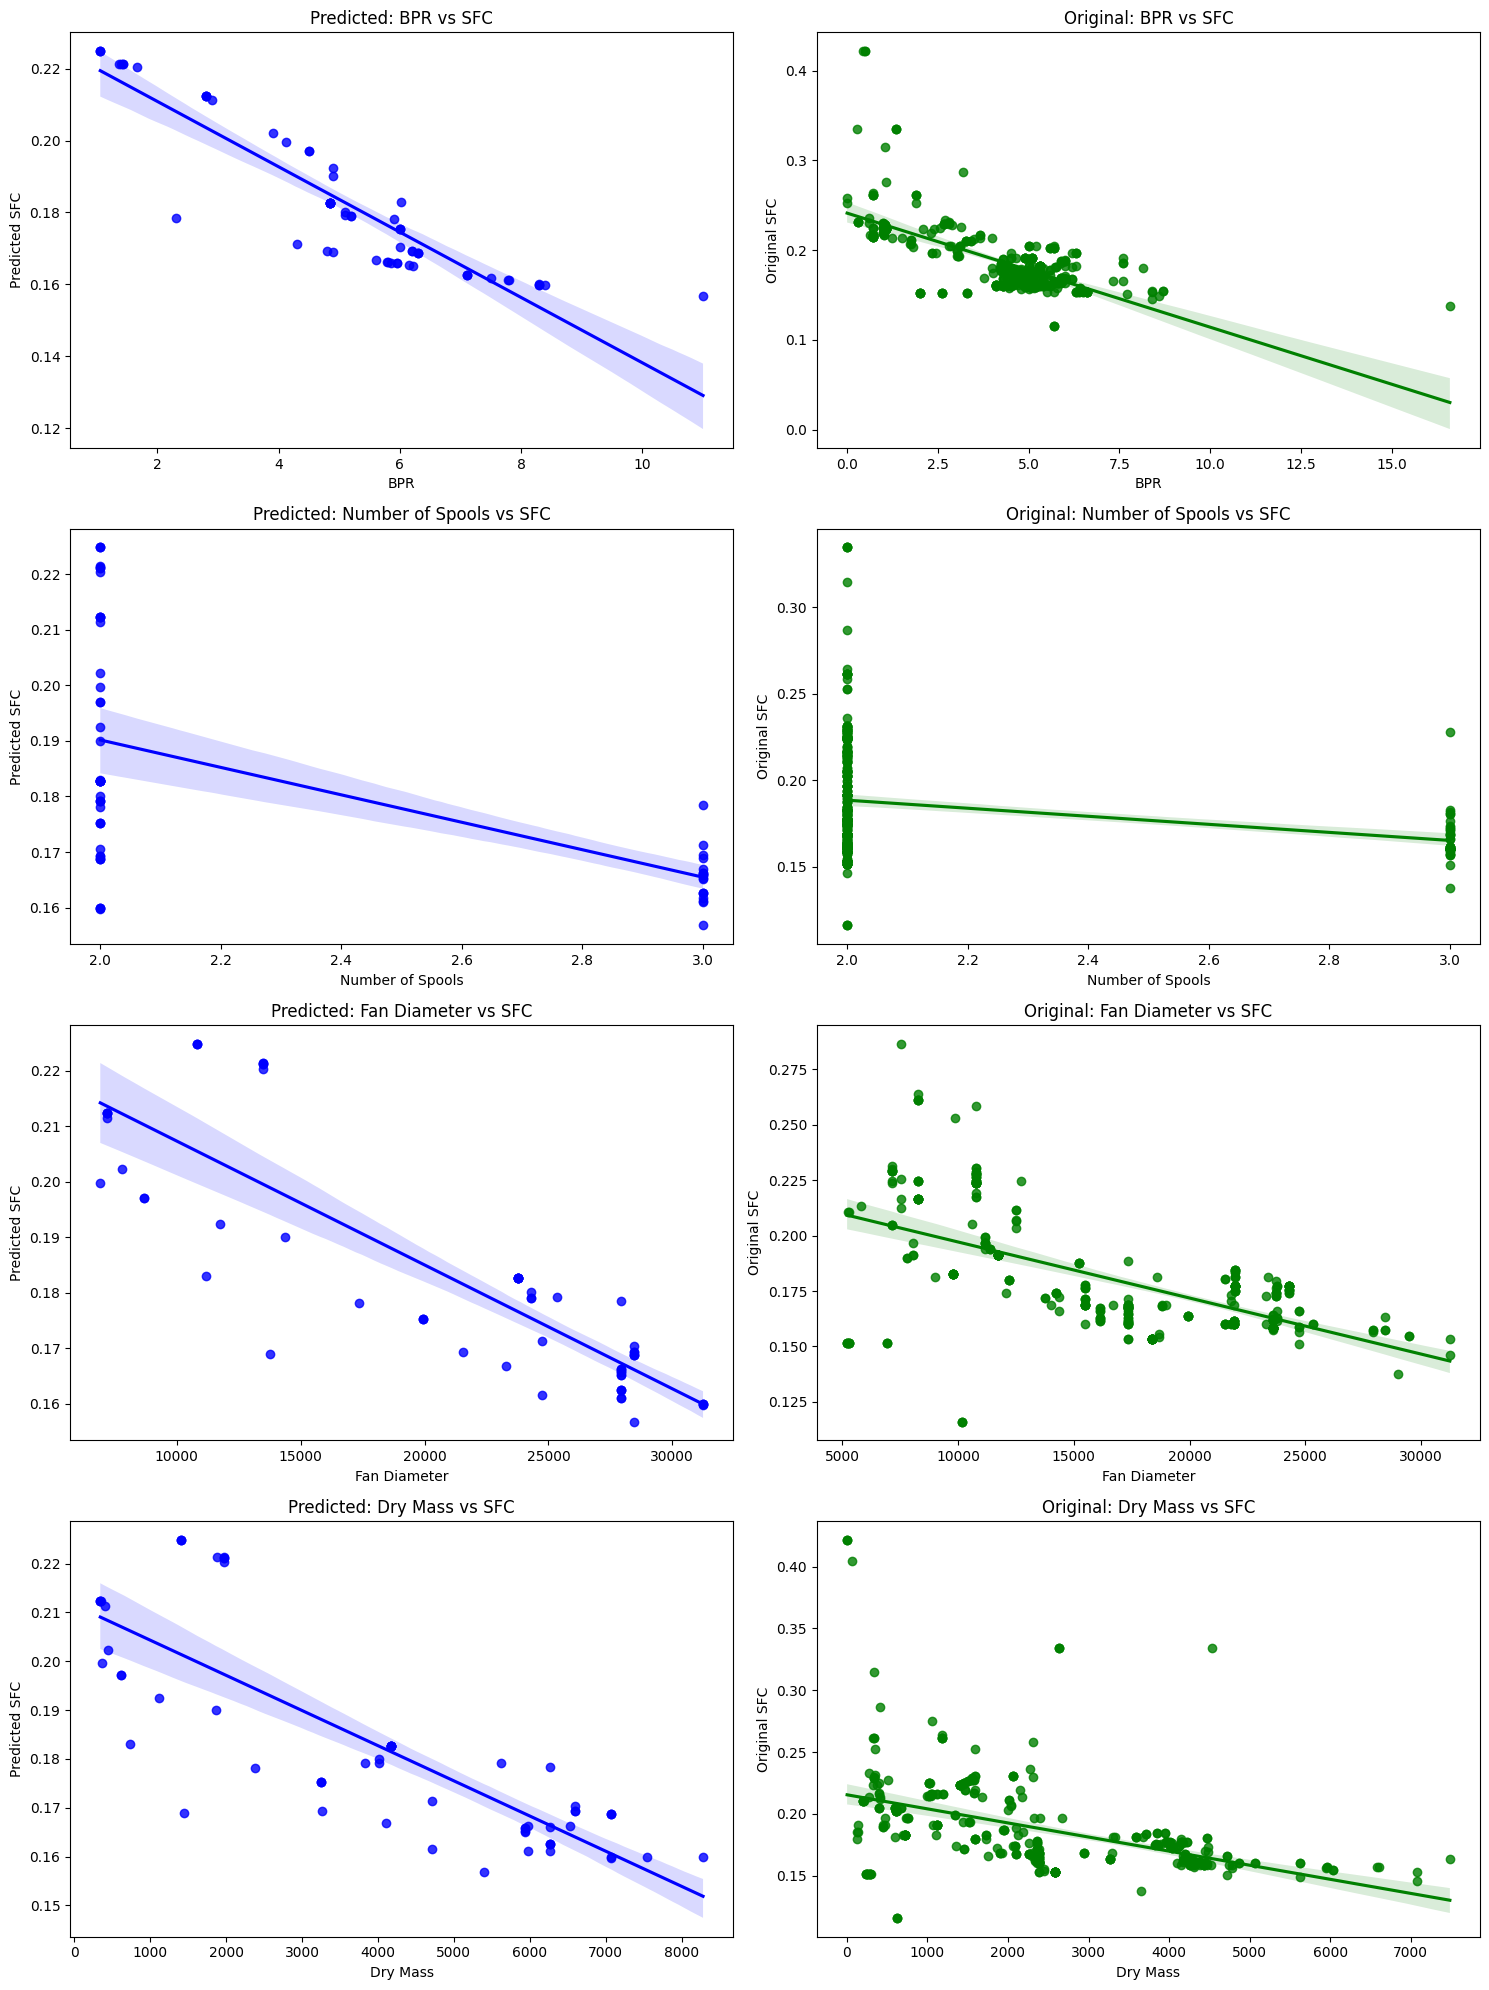 Predicted: BPR vs SFC
Predicted SFC
0.22
0.20
0.18
0.16
0.14
0.12
2 4 6 8 10
BPR
Original: BPR vs SFC
Original SFC
0.4
0.3
0.2
0.1
0.0
0.0 2.5 5.0 7.5 10.0 12.5 15.0
BPR
Predicted: Number of Spools vs SFC
Predicted SFC
0.22
0.21
0.20
0.19
0.18
0.17
0.16
2.0 2.2 2.4 2.6 2.8 3.0
Number of Spools
Original: Number of Spools vs SFC
Original SFC
0.30
0.25
0.20
0.15
2.0 2.2 2.4 2.6 2.8 3.0
Number of Spools
Predicted: Fan Diameter vs SFC
Predicted SFC
0.22
0.21
0.20
0.19
0.18
0.17
0.16
10000 15000 20000 25000 30000
Fan Diameter
Original: Fan Diameter vs SFC
Original SFC
0.275
0.250
0.225
0.200
0.175
0.150
0.125
5000 10000 15000 20000 25000 30000
Fan Diameter
Predicted: Dry Mass vs SFC
Predicted SFC
0.22
0.21
0.20
0.19
0.18
0.17
0.16
0.15
0 1000 2000 3000 4000 5000 6000 7000 8000
Dry Mass
Original: Dry Mass vs SFC
Original SFC
0.40
0.35
0.30
0.25
0.20
0.15
0 1000 2000 3000 4000 5000 6000 7000
Dry Mass